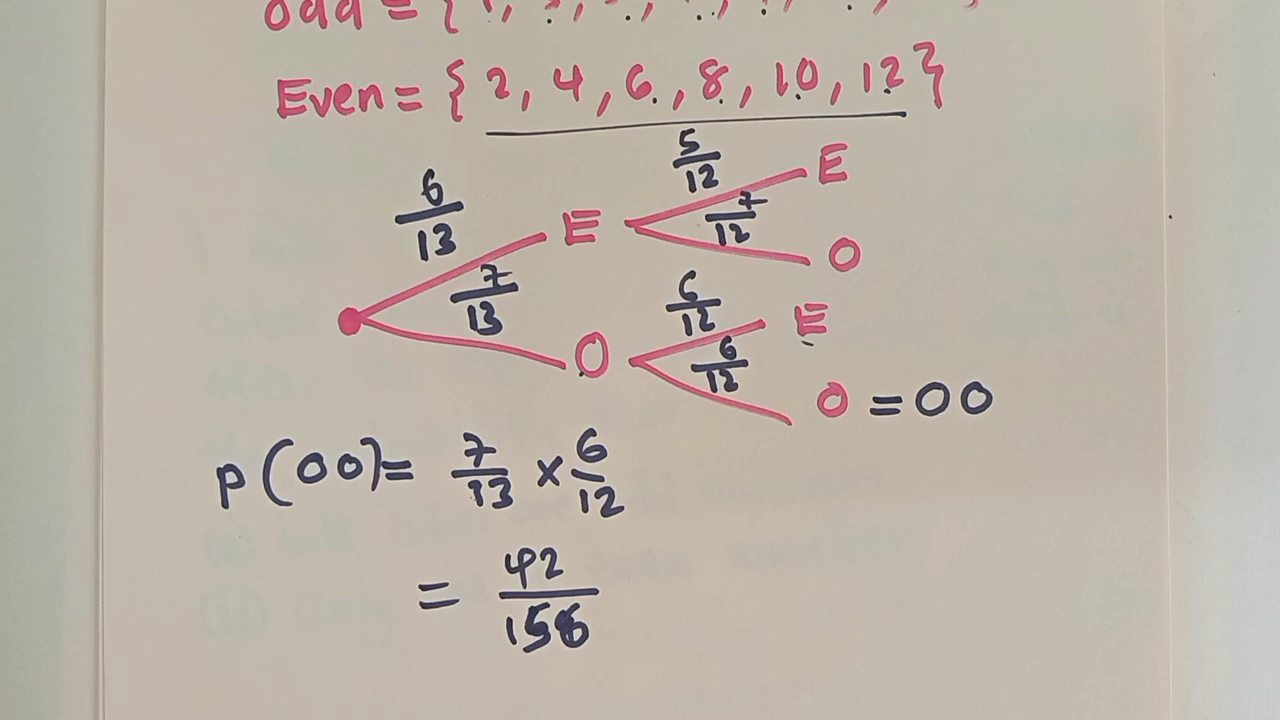 Even = { 2, 4, 6, 8, 10, 12 }
5/12 E
6/13 E 7/12
O
7/13 6/12 E
O 6/12
O = OO
P(OO) = 7/13 × 6/12
= 42/156